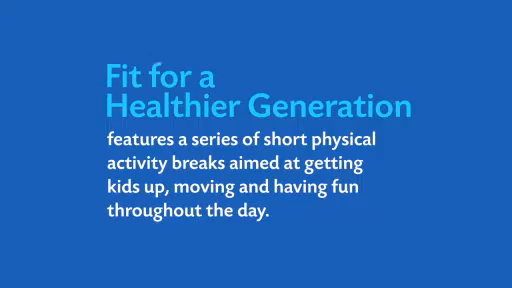 Fit for a
Healthier Generation
features a series of short physical
activity breaks aimed at getting
kids up, moving and having fun
throughout the day.